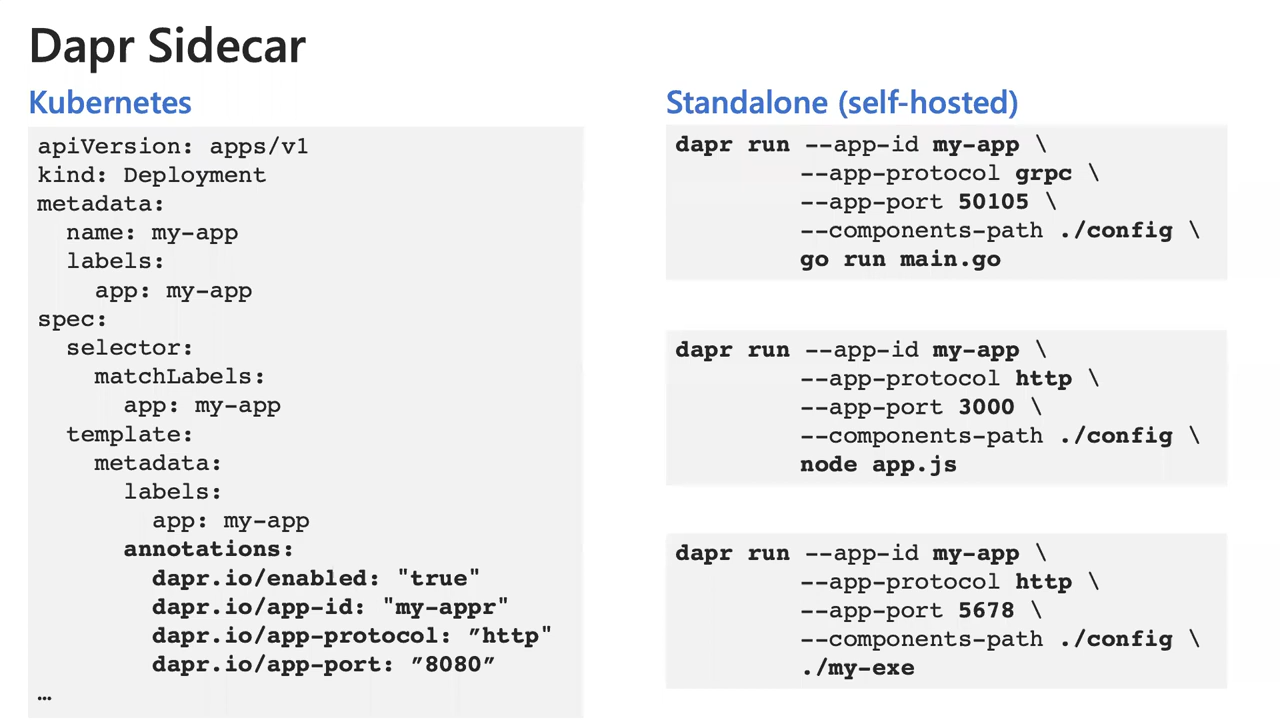 Dapr Sidecar
Kubernetes
apiVersion: apps/v1
kind: Deployment
metadata:
  name: my-app
  labels:
    app: my-app
spec:
  selector:
    matchLabels:
      app: my-app
  template:
    metadata:
      labels:
        app: my-app
      annotations:
        dapr.io/enabled: "true"
        dapr.io/app-id: "my-appr"
        dapr.io/app-protocol: ”http"
        dapr.io/app-port: ”8080”
…
Standalone (self-hosted)
dapr run --app-id my-app \
         --app-protocol grpc \
         --app-port 50105 \
         --components-path ./config \
         go run main.go
dapr run --app-id my-app \
         --app-protocol http \
         --app-port 3000 \
         --components-path ./config \
         node app.js
dapr run --app-id my-app \
         --app-protocol http \
         --app-port 5678 \
         --components-path ./config \
         ./my-exe